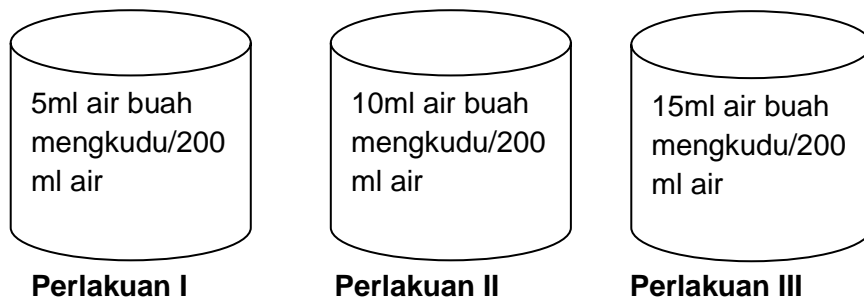 5ml air buah
mengkudu/200
ml air
10ml air buah
mengkudu/200
ml air
15ml air buah
mengkudu/200
ml air
Perlakuan I
Perlakuan II
Perlakuan III